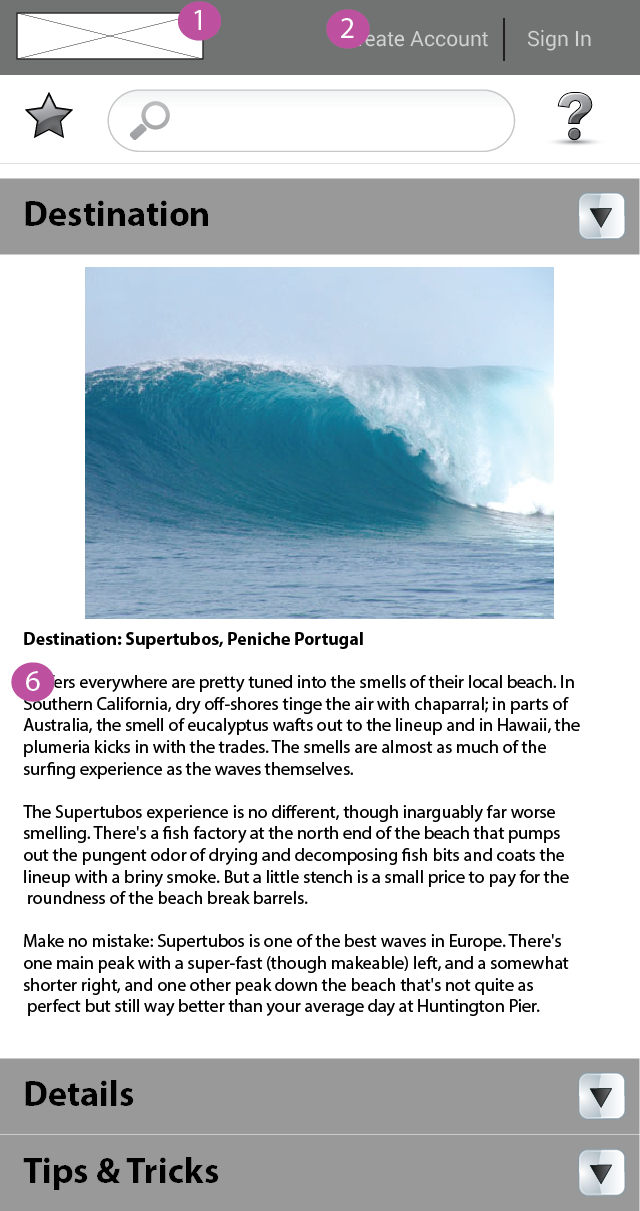 1
2
eate Account
Sign In
Destination
Destination: Supertubos, Peniche Portugal
6
fers everywhere are pretty tuned into the smells of their local beach. In
Southern California, dry off-shores tinge the air with chaparral; in parts of
Australia, the smell of eucalyptus wafts out to the lineup and in Hawaii, the
plumeria kicks in with the trades. The smells are almost as much of the
surfing experience as the waves themselves.
The Supertubos experience is no different, though inarguably far worse
smelling. There's a fish factory at the north end of the beach that pumps
out the pungent odor of drying and decomposing fish bits and coats the
lineup with a briny smoke. But a little stench is a small price to pay for the
roundness of the beach break barrels.
Make no mistake: Supertubos is one of the best waves in Europe. There's
one main peak with a super-fast (though makeable) left, and a somewhat
shorter right, and one other peak down the beach that's not quite as
perfect but still way better than your average day at Huntington Pier.
Details
Tips & Tricks